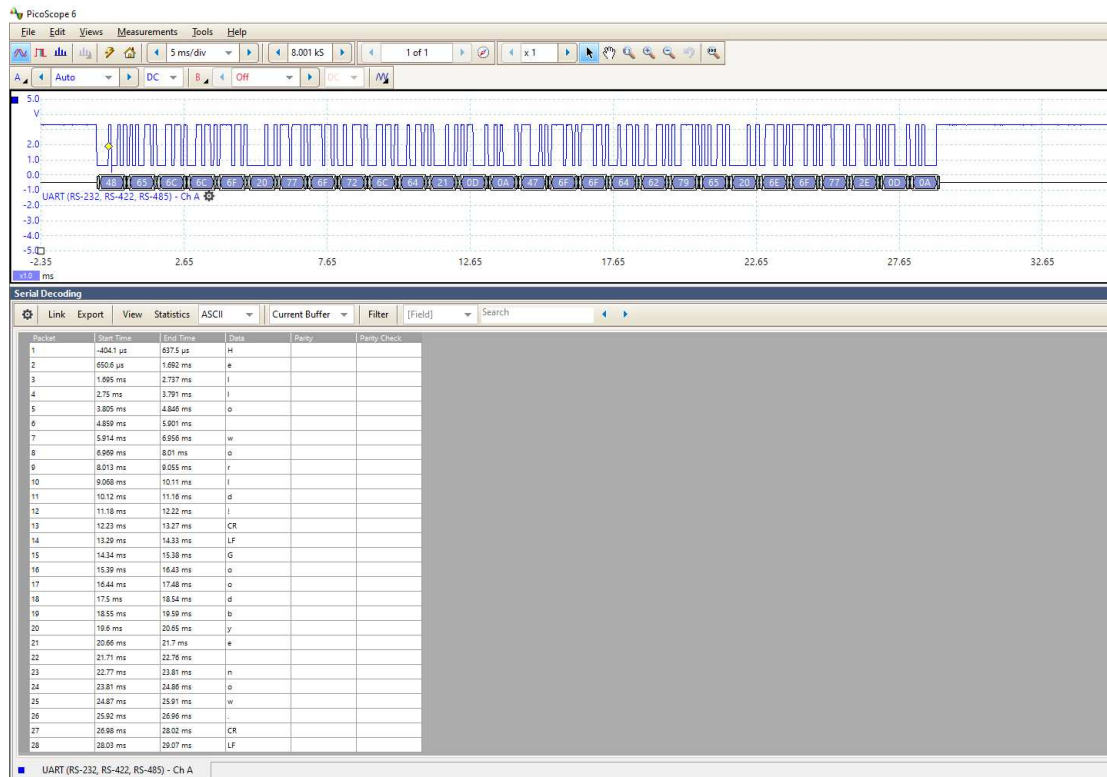 PicoScope 6
File Edit Views Measurements Tools Help
5 ms/div 8.001 kS 1 of 1 x 1
A Auto DC B Off DC
5.0
V
2.0
1.0
0.0
48 65 6C 6C 6F 20 77 6F 72 6C 64 21 0D 0A 47 6F 6F 64 62 79 65 20 6E 6F 77 2E 0D 0A
-1.0
UART (RS-232, RS-422, RS-485) - Ch A
-2.0
-3.0
-4.0
-5.0
-2.35 2.65 7.65 12.65 17.65 22.65 27.65 32.65
x1.0 ms
Serial Decoding
Link Export View Statistics ASCII Current Buffer Filter [Field] Search
Packet Start Time End Time Data Parity Parity Check
1 -404.1 µs 637.5 µs H
2 650.6 µs 1.692 ms e
3 1.695 ms 2.737 ms l
4 2.75 ms 3.791 ms l
5 3.805 ms 4.846 ms o
6 4.859 ms 5.901 ms
7 5.914 ms 6.956 ms w
8 6.969 ms 8.01 ms o
9 8.013 ms 9.055 ms r
10 9.068 ms 10.11 ms l
11 10.12 ms 11.16 ms d
12 11.18 ms 12.22 ms !
13 12.23 ms 13.27 ms CR
14 13.29 ms 14.33 ms LF
15 14.34 ms 15.38 ms G
16 15.39 ms 16.43 ms o
17 16.44 ms 17.48 ms o
18 17.5 ms 18.54 ms d
19 18.55 ms 19.59 ms b
20 19.6 ms 20.65 ms y
21 20.66 ms 21.7 ms e
22 21.71 ms 22.76 ms
23 22.77 ms 23.81 ms n
24 23.81 ms 24.86 ms o
25 24.87 ms 25.91 ms w
26 25.92 ms 26.96 ms .
27 26.98 ms 28.02 ms CR
28 28.03 ms 29.07 ms LF
UART (RS-232, RS-422, RS-485) - Ch A